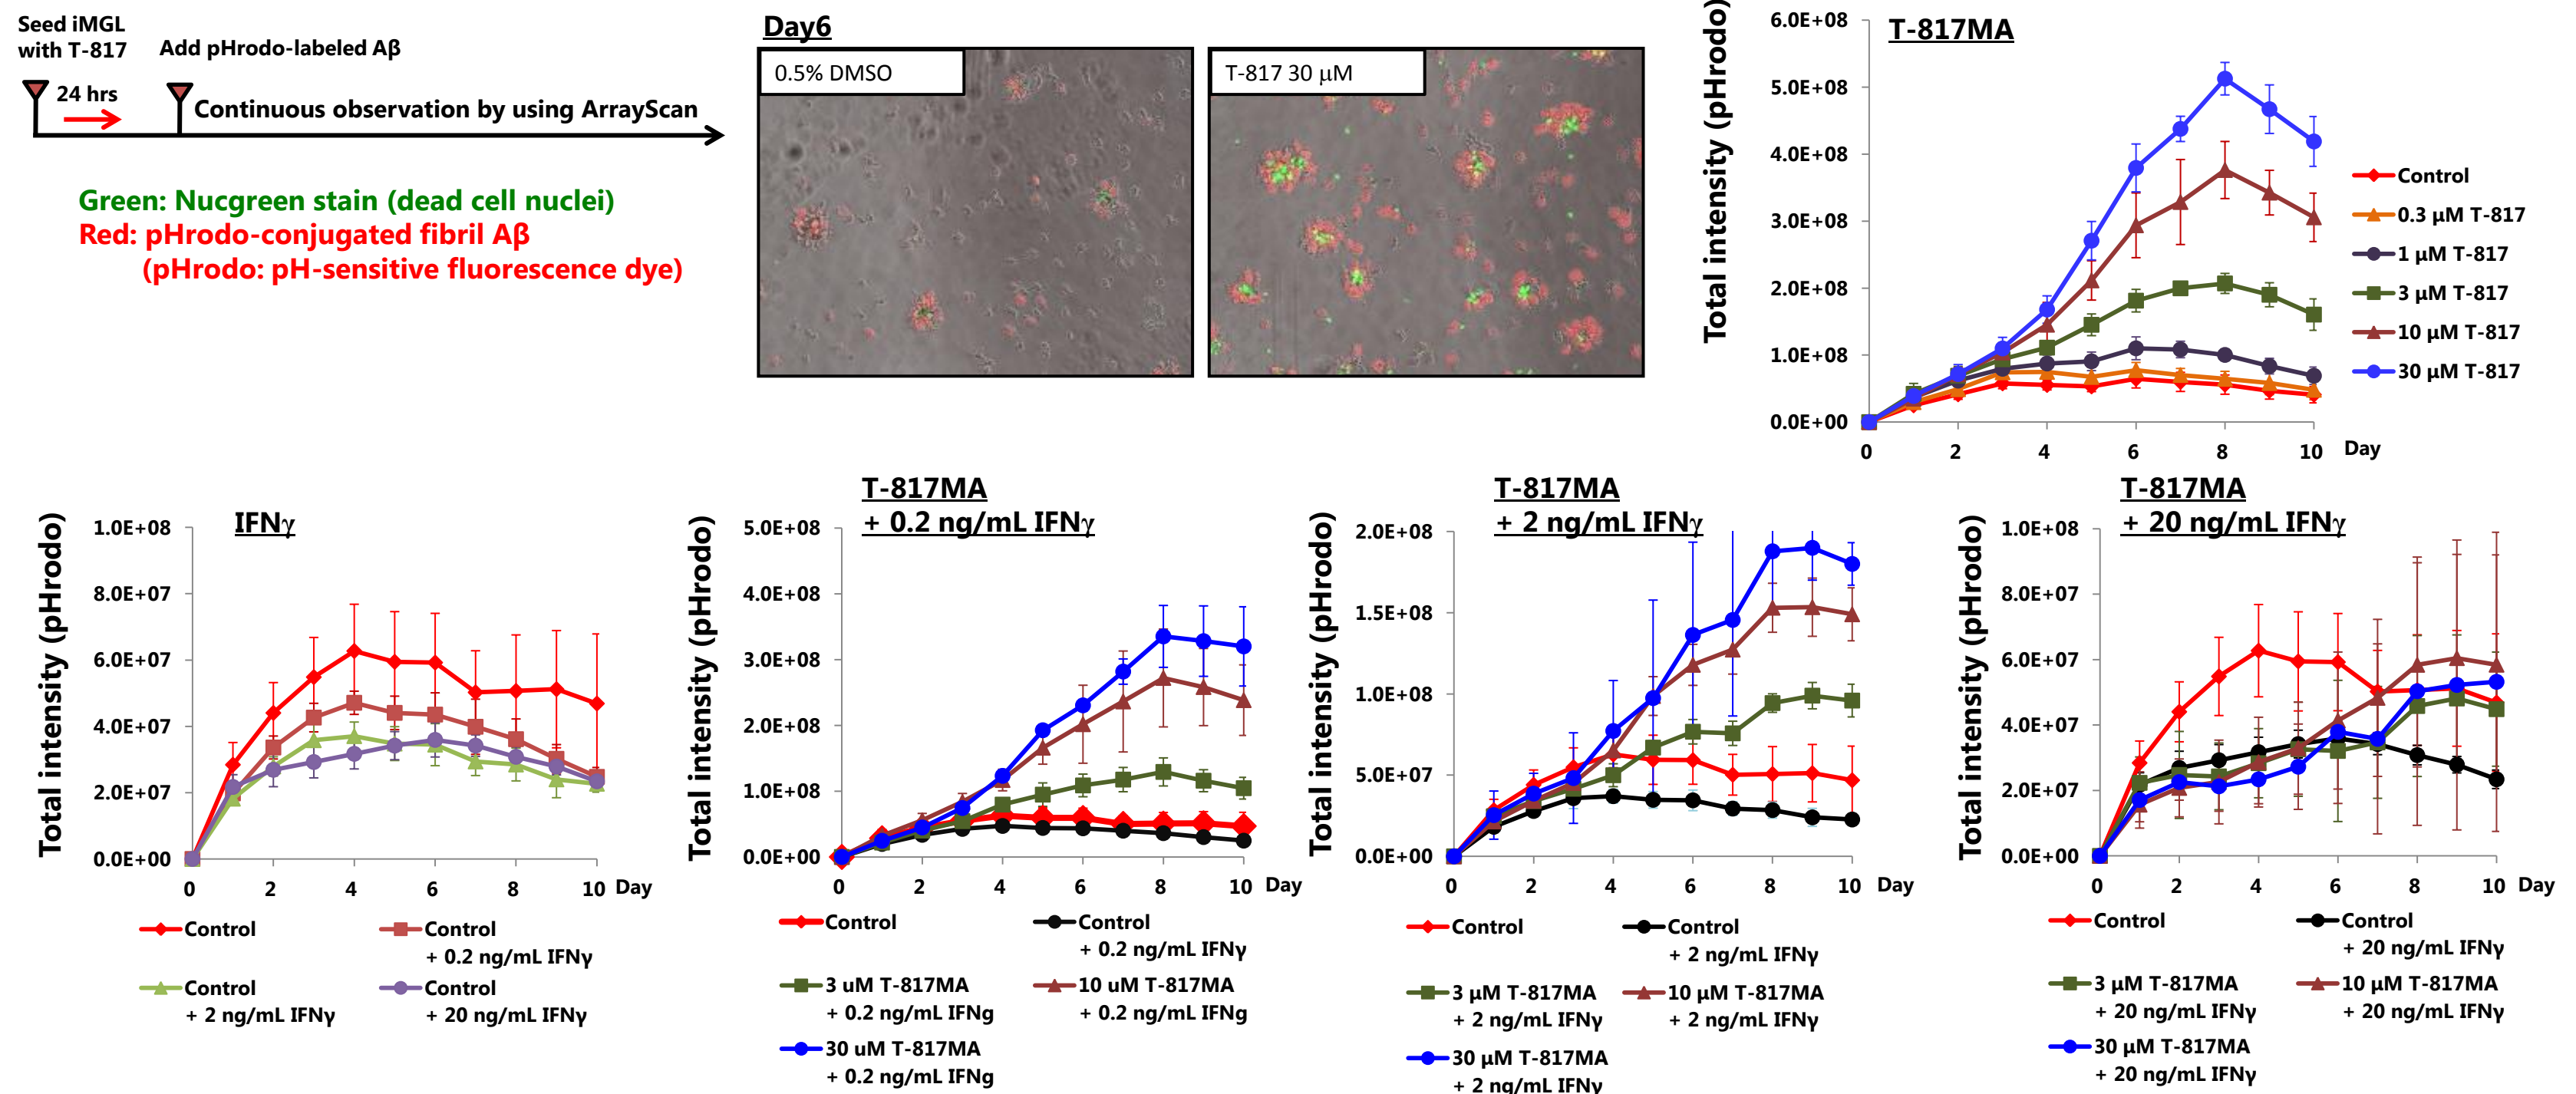 Seed iMGL
with T-817
Add pHrodo-labeled Aβ
24 hrs
Continuous observation by using ArrayScan
Green: Nucgreen stain (dead cell nuclei)
Red: pHrodo-conjugated fibril Aβ
(pHrodo: pH-sensitive fluorescence dye)
Day6
0.5% DMSO
T-817 30 μM
T-817MA
Total intensity (pHrodo)
6.0E+08
5.0E+08
4.0E+08
3.0E+08
2.0E+08
1.0E+08
0.0E+00
0 2 4 6 8 10 Day
Control
0.3 μM T-817
1 μM T-817
3 μM T-817
10 μM T-817
30 μM T-817
IFNγ
Total intensity (pHrodo)
1.0E+08
8.0E+07
6.0E+07
4.0E+07
2.0E+07
0.0E+00
0 2 4 6 8 10 Day
Control
Control
+ 0.2 ng/mL IFNγ
Control
+ 2 ng/mL IFNγ
Control
+ 20 ng/mL IFNγ
T-817MA
+ 0.2 ng/mL IFNγ
Total intensity (pHrodo)
5.0E+08
4.0E+08
3.0E+08
2.0E+08
1.0E+08
0.0E+00
0 2 4 6 8 10 Day
Control
Control
+ 0.2 ng/mL IFNγ
3 uM T-817MA
+ 0.2 ng/mL IFNg
10 uM T-817MA
+ 0.2 ng/mL IFNg
30 uM T-817MA
+ 0.2 ng/mL IFNg
T-817MA
+ 2 ng/mL IFNγ
Total intensity (pHrodo)
2.0E+08
1.5E+08
1.0E+08
5.0E+07
0.0E+00
0 2 4 6 8 10 Day
Control
Control
+ 2 ng/mL IFNγ
3 μM T-817MA
+ 2 ng/mL IFNγ
10 μM T-817MA
+ 2 ng/mL IFNγ
30 μM T-817MA
+ 2 ng/mL IFNγ
T-817MA
+ 20 ng/mL IFNγ
Total intensity (pHrodo)
1.0E+08
8.0E+07
6.0E+07
4.0E+07
2.0E+07
0.0E+00
0 2 4 6 8 10 Day
Control
Control
+ 20 ng/mL IFNγ
3 μM T-817MA
+ 20 ng/mL IFNγ
10 μM T-817MA
+ 20 ng/mL IFNγ
30 μM T-817MA
+ 20 ng/mL IFNγ